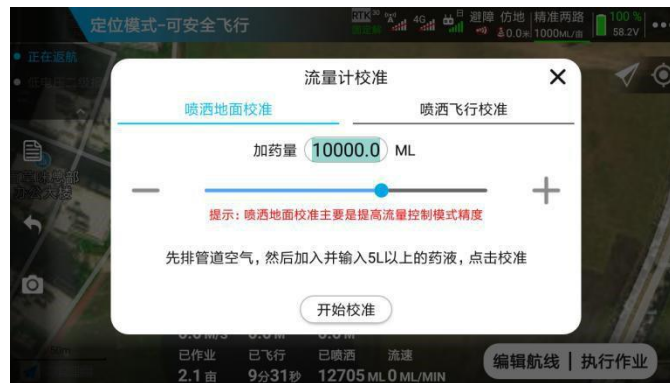 定位模式-可安全飞行
RTK 30
4G
避障
仿地
精准两路
0.0米
1000ML/亩
100%
58.2V
正在返航
流量计校准
喷洒地面校准
喷洒飞行校准
加药量 10000.0 ML
提示：喷洒地面校准主要是提高流量控制模式精度
先排管道空气，然后加入并输入5L以上的药液，点击校准
开始校准
已作业 已飞行 已喷洒 流速
2.1 亩 9分31秒 12705 ML 0 ML/MIN
编辑航线 | 执行作业